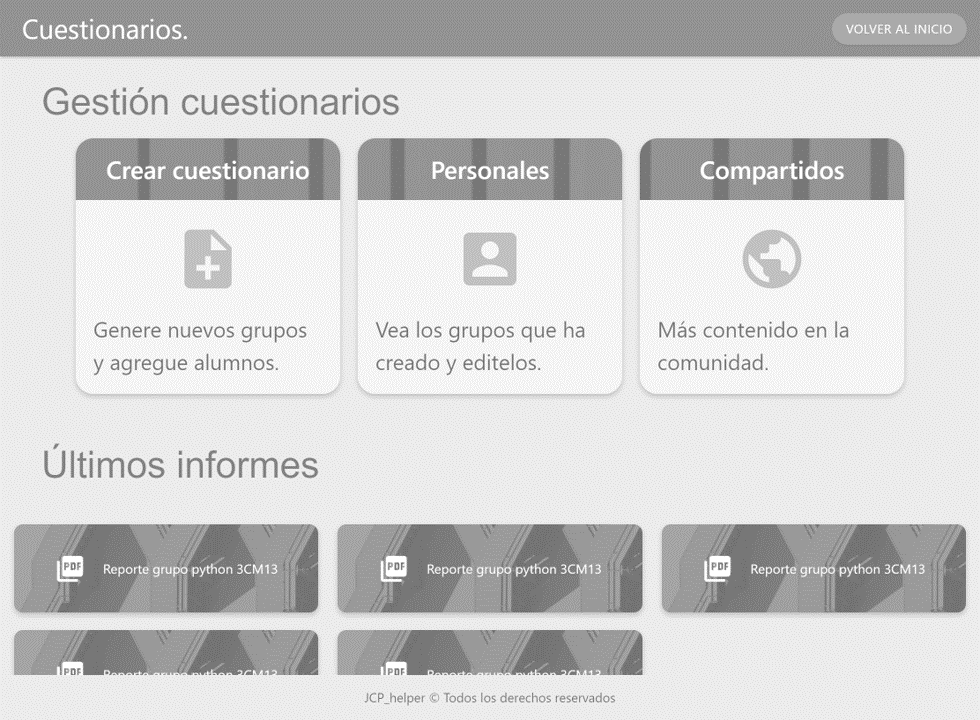 Cuestionarios.
VOLVER AL INICIO
Gestión cuestionarios
Crear cuestionario
Personales
Compartidos
Genere nuevos grupos
y agregue alumnos.
Vea los grupos que ha
creado y editelos.
Más contenido en la
comunidad.
Últimos informes
PDF
Reporte grupo python 3CM13
PDF
Reporte grupo python 3CM13
PDF
Reporte grupo python 3CM13
PDF
Reporte grupo python 3CM13
PDF
Reporte grupo python 3CM13
JCP_helper © Todos los derechos reservados